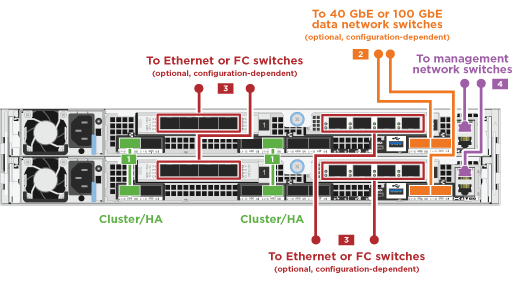 To 40 GbE or 100 GbE
data network switches
(optional, configuration-dependent)
2
To Ethernet or FC switches
(optional, configuration-dependent)
3
To management
network switches
4
1
1
1
1
Cluster/HA
Cluster/HA
3
To Ethernet or FC switches
(optional, configuration-dependent)